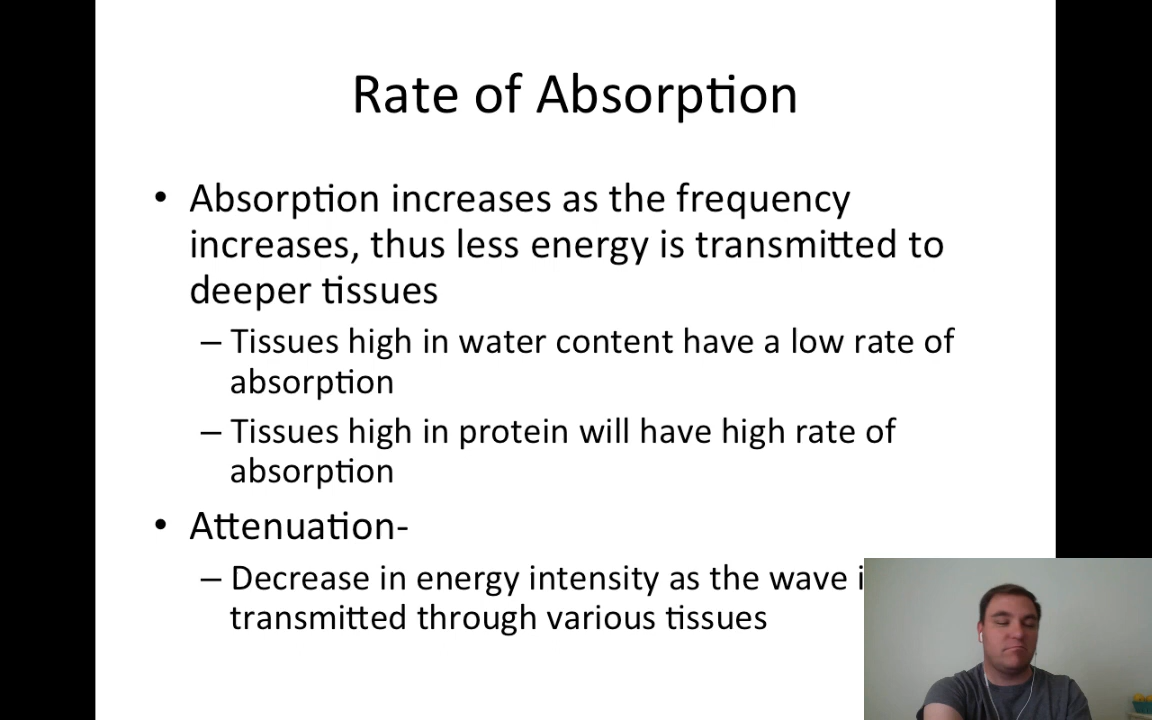 Rate of Absorption
• Absorption increases as the frequency
increases, thus less energy is transmitted to
deeper tissues
– Tissues high in water content have a low rate of
absorption
– Tissues high in protein will have high rate of
absorption
• Attenuation-
– Decrease in energy intensity as the wave
transmitted through various tissues